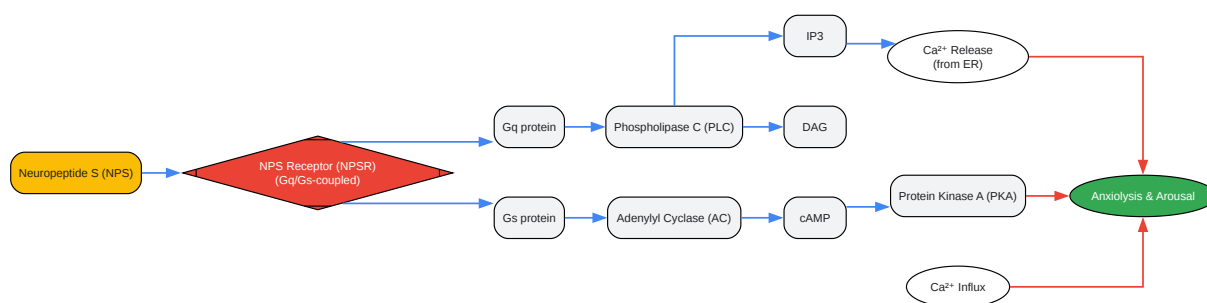 Neuropeptide S (NPS)
NPS Receptor (NPSR)
(Gq/Gs-coupled)
Gq protein
Phospholipase C (PLC)
IP3
DAG
Ca²⁺ Release
(from ER)
Gs protein
Adenylyl Cyclase (AC)
cAMP
Protein Kinase A (PKA)
Anxiolysis & Arousal
Ca²⁺ Influx